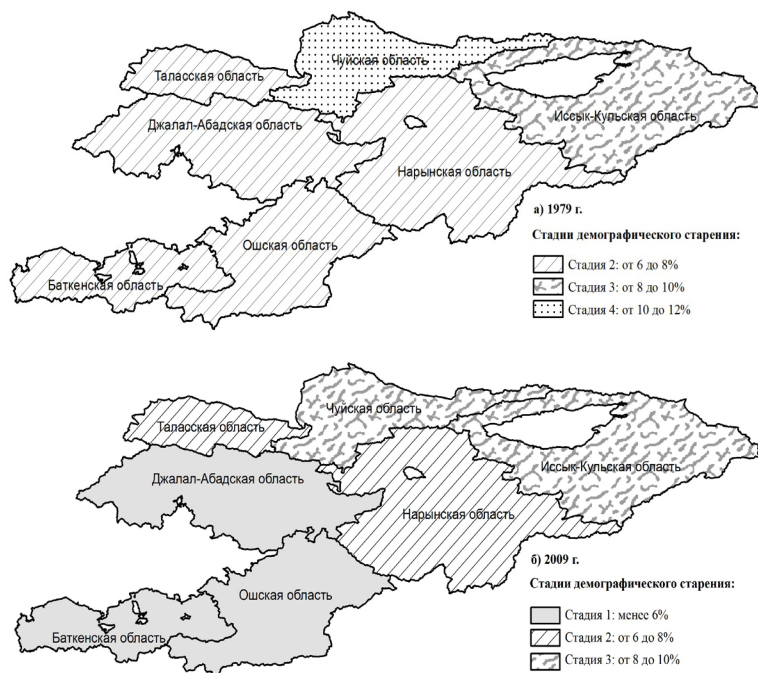 Чуйская область
Таласская область
Иссык-Кульская область
Джалал-Абадская область
Нарынская область
а) 1979 г.
Стадии демографического старения:
Ошская область
Стадия 2: от 6 до 8%
Баткенская область
Стадия 3: от 8 до 10%
Стадия 4: от 10 до 12%
Чуйская область
Таласская область
Иссык-Кульская область
Джалал-Абадская область
Нарынская область
б) 2009 г.
Стадии демографического старения:
Ошская область
Стадия 1: менее 6%
Баткенская область
Стадия 2: от 6 до 8%
Стадия 3: от 8 до 10%